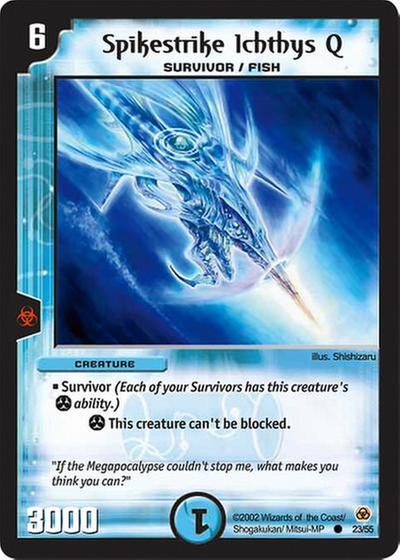 6
Spikestrike Ichthys Q
SURVIVOR / FISH
illus. Shishizaru
CREATURE
▪ Survivor (Each of your Survivors has this creature's
ability.)
This creature can't be blocked.
"If the Megapocalypse couldn't stop me, what makes
you think you can?"
3000
1
©2002 Wizards of the Coast/
Shogakukan/ Mitsui-MP ● 23/55